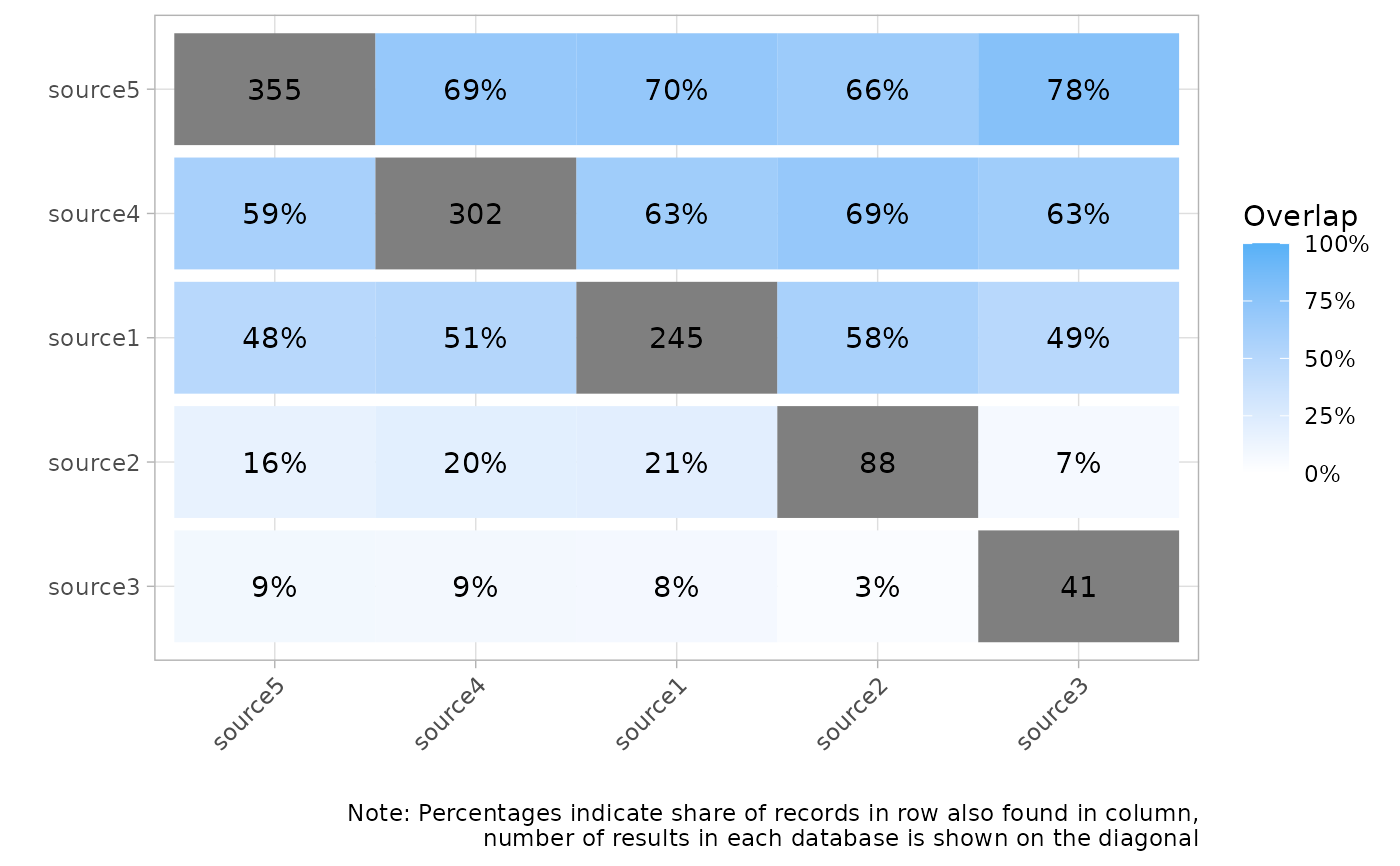 source5 355 69% 70% 66% 78%
source4 59% 302 63% 69% 63%
source1 48% 51% 245 58% 49%
source2 16% 20% 21% 88 7%
source3 9% 9% 8% 3% 41
source5 source4 source1 source2 source3
Overlap
100%
75%
50%
25%
0%
Note: Percentages indicate share of records in row also found in column,
number of results in each database is shown on the diagonal